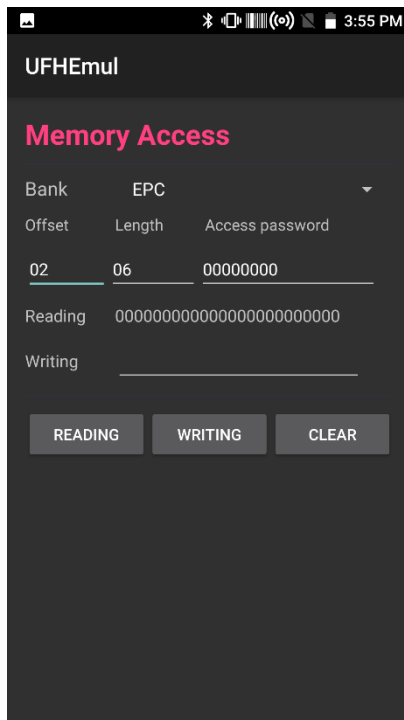 3:55 PM
UFHEmul
Memory Access
Bank EPC
Offset Length Access password
02 06 00000000
Reading 000000000000000000000000
Writing
READING WRITING CLEAR